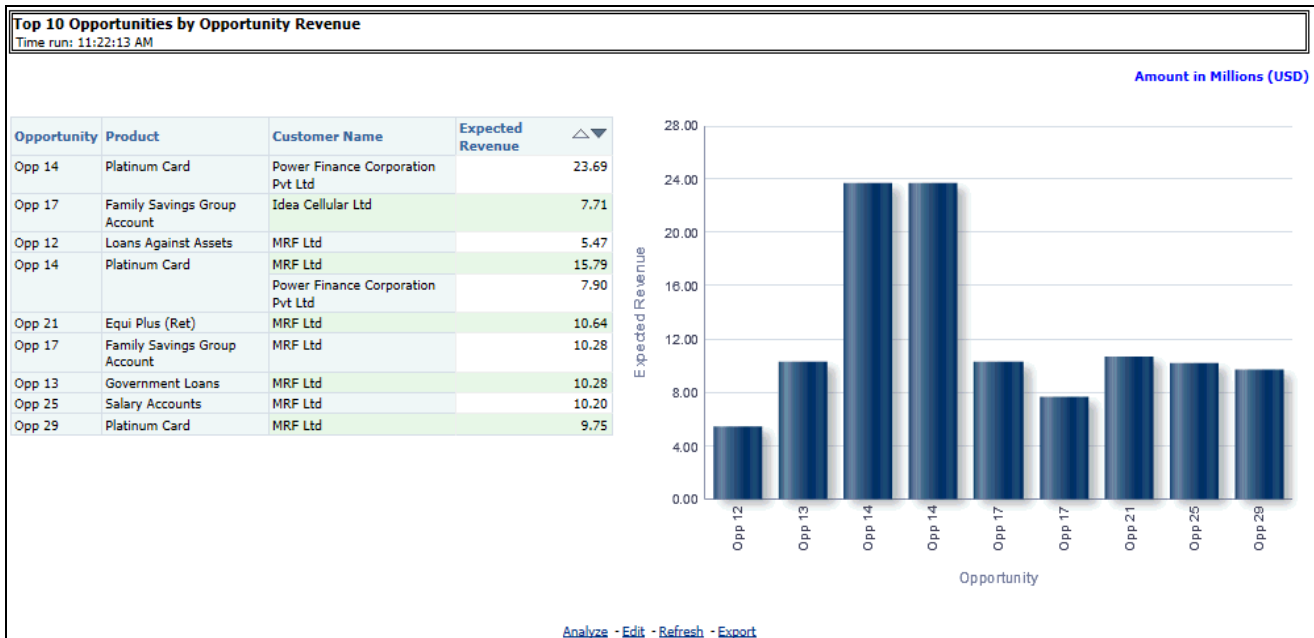 Top 10 Opportunities by Opportunity Revenue
Time run: 11:22:13 AM
Amount in Millions (USD)
Opportunity Product Customer Name Expected Revenue
Opp 14 Platinum Card Power Finance Corporation Pvt Ltd 23.69
Opp 17 Family Savings Group Account Idea Cellular Ltd 7.71
Opp 12 Loans Against Assets MRF Ltd 5.47
Opp 14 Platinum Card MRF Ltd 15.79
Power Finance Corporation Pvt Ltd 7.90
Opp 21 Equi Plus (Ret) MRF Ltd 10.64
Opp 17 Family Savings Group Account MRF Ltd 10.28
Opp 13 Government Loans MRF Ltd 10.28
Opp 25 Salary Accounts MRF Ltd 10.20
Opp 29 Platinum Card MRF Ltd 9.75
28.00
24.00
20.00
16.00
12.00
8.00
4.00
0.00
Expected Revenue
Opp 12 Opp 13 Opp 14 Opp 14 Opp 17 Opp 17 Opp 21 Opp 25 Opp 29
Opportunity
Analyze - Edit - Refresh - Export